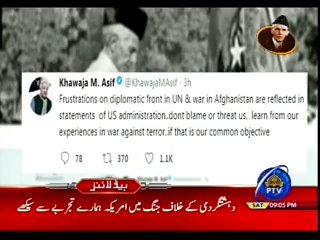 Khawaja M. Asif @KhawajaMAsif · 3h
Frustrations on diplomatic front in UN & war in Afghanistan are reflected in
statements of US administration..dont blame or threat us, learn from our
experiences in war against terror..if that is our common objective
78 370 1.1K
ہیڈلائنز
PTV
دہشتگردی کے خلاف جنگ میں امریکہ ہمارے تجربے سے سیکھے
SAT 09:05 PM